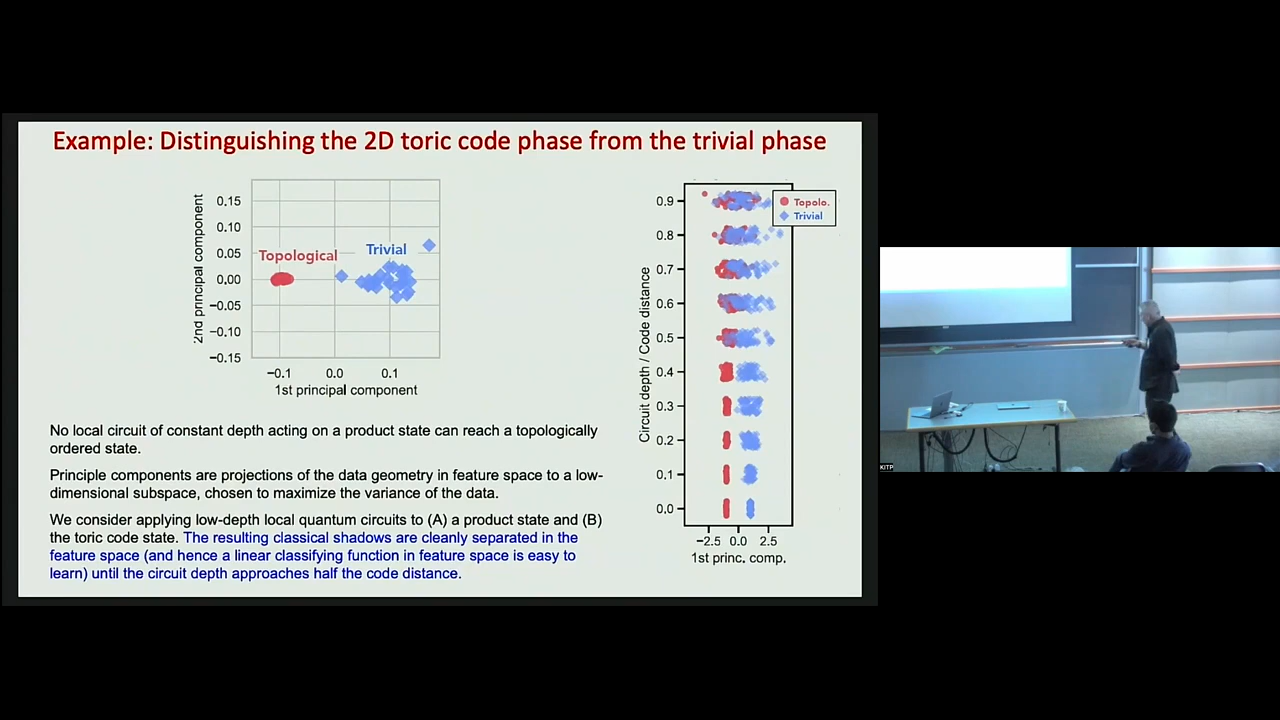 Example: Distinguishing the 2D toric code phase from the trivial phase
2nd principal component
0.15
0.10
0.05
0.00
−0.05
−0.10
−0.15
Topological
Trivial
−0.1
0.0
0.1
1st principal component
No local circuit of constant depth acting on a product state can reach a topologically
ordered state.
Principle components are projections of the data geometry in feature space to a low-
dimensional subspace, chosen to maximize the variance of the data.
We consider applying low-depth local quantum circuits to (A) a product state and (B)
the toric code state. The resulting classical shadows are cleanly separated in the
feature space (and hence a linear classifying function in feature space is easy to
learn) until the circuit depth approaches half the code distance.
Circuit depth / Code distance
0.9
0.8
0.7
0.6
0.5
0.4
0.3
0.2
0.1
0.0
Topolo.
Trivial
−2.5 0.0 2.5
1st princ. comp.
KITP